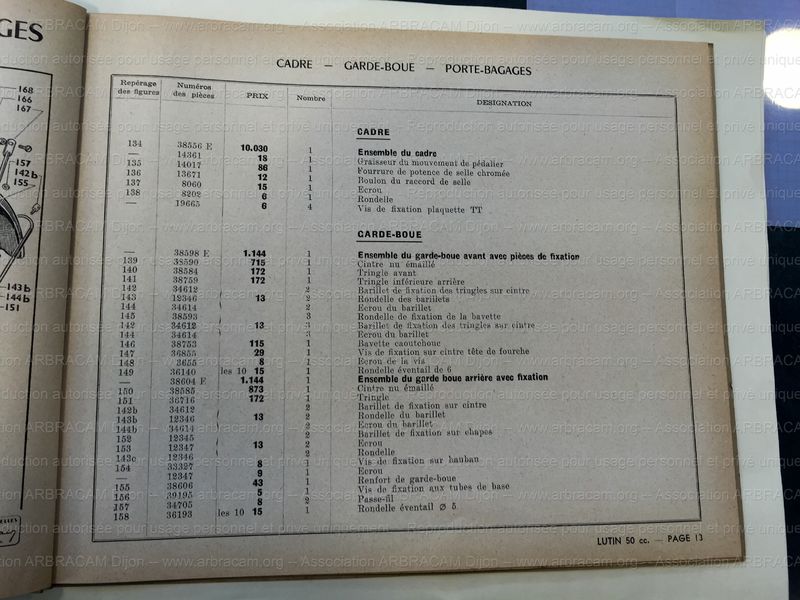 GES
168
166
167
157
142b
155
143b
144b
151
CADRE — GARDE-BOUE — PORTE-BAGAGES
Repérage des figures Numéros des pièces PRIX Nombre DESIGNATION
CADRE
134 38556 E 10.030 1 Ensemble du cadre
— 14361 18 1 Graisseur du mouvement de pédalier
135 14017 86 1 Fourrure de potence de selle chromée
136 13671 12 1 Boulon du raccord de selle
137 8060 15 1 Ecrou
138 8202 6 1 Rondelle
— 19665 6 4 Vis de fixation plaquette TT
GARDE-BOUE
— 38598 E 1.144 1 Ensemble du garde-boue avant avec pièces de fixation
139 38590 715 1 Cintre nu émaillé
140 38584 172 1 Tringle avant
141 38759 172 1 Tringle inférieure arrière
142 34612 2 Barillet de fixation des tringles sur cintre
143 12346 13 2 Rondelle des barillets
144 34614 2 Ecrou du barillet
145 38593 3 Rondelle de fixation de la bavette
142 34612 13 3 Barillet de fixation des tringles sur cintre
144 34614 3 Ecrou du barillet
146 38753 115 1 Bavette caoutchouc
147 36855 29 1 Vis de fixation sur cintre tête de fourche
148 3655 8 1 Ecrou de la vis
149 36140 les 10 15 1 Rondelle éventail de 6
— 38604 E 1.144 1 Ensemble du garde boue arrière avec fixation
150 38585 873 1 Cintre nu émaillé
151 36716 172 1 Tringle
142b 34612 2 Barillet de fixation sur cintre
143b 12346 13 2 Rondelle du barillet
144b 34614 2 Ecrou du barillet
152 12345 2 Barillet de fixation sur chapes
153 12347 13 2 Ecrou
143c 12346 2 Rondelle
154 33327 8 1 Vis de fixation sur hauban
— 12347 9 1 Ecrou
155 38606 43 1 Renfort de garde-boue
156 39195 5 1 Vis de fixation aux tubes de base
157 34705 8 2 Passe-fil
158 36193 les 10 15 1 Rondelle éventail Ø 5
LUTIN 50 cc. — PAGE 13